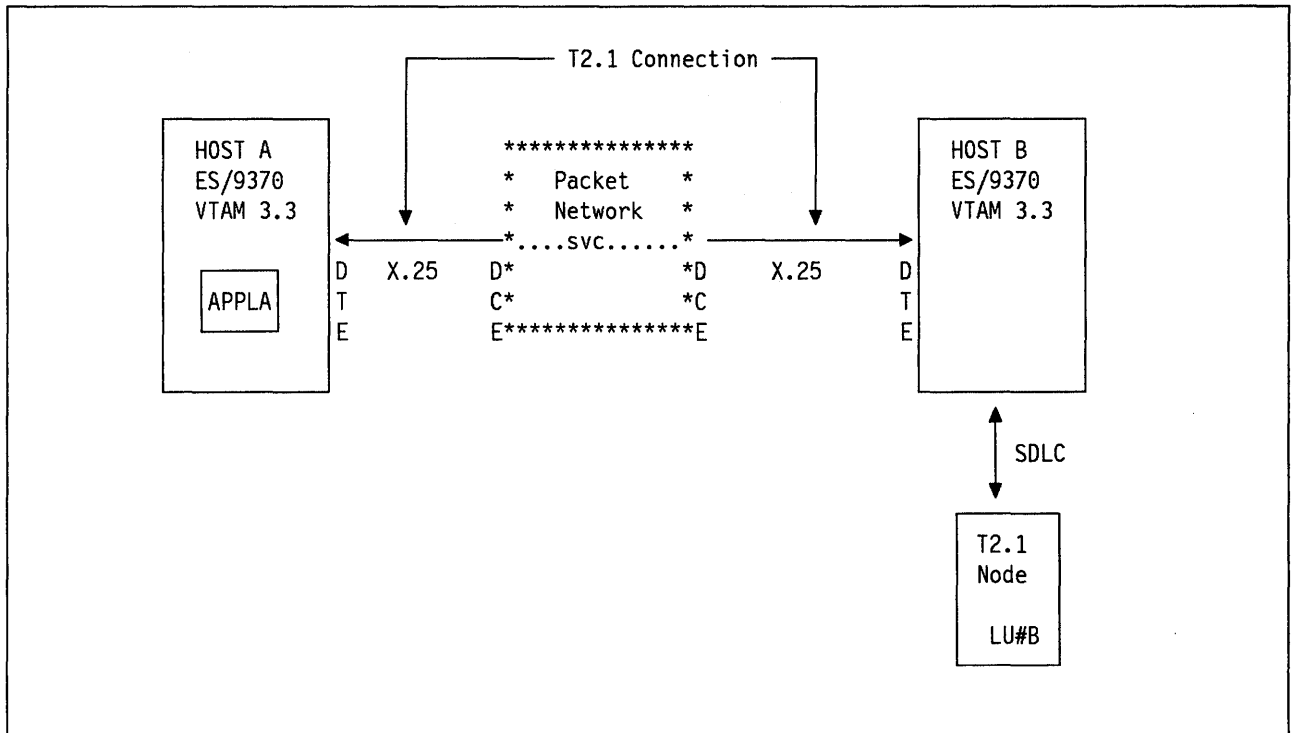 T2.1 Connection
HOST A
ES/9370
VTAM 3.3
APPLA
***************
* Packet *
* Network *
*....svc......*
HOST B
ES/9370
VTAM 3.3
D X.25 D* *D X.25 D
T C* *C T
E E***************E E
SDLC
T2.1
Node
LU#B